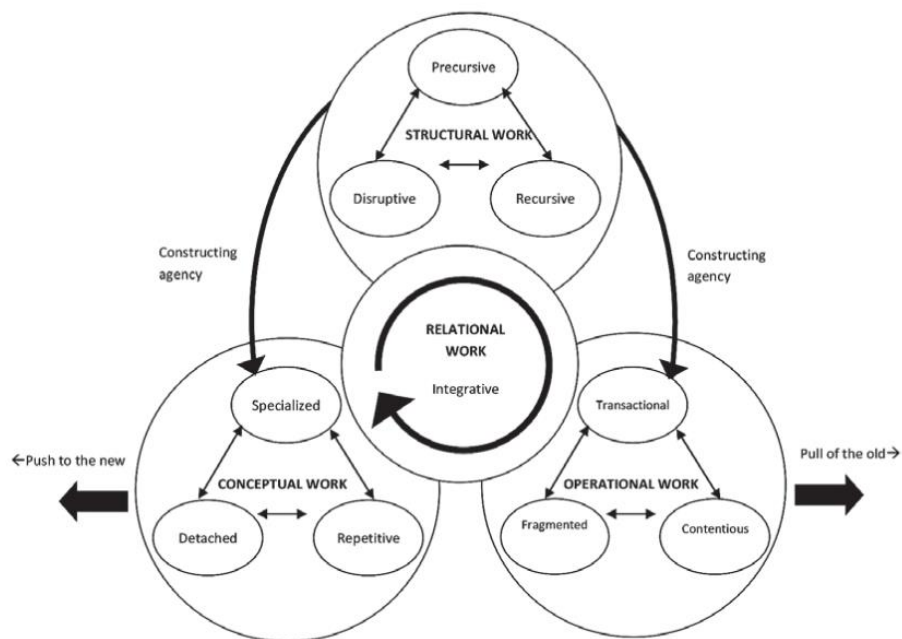 Precursive
STRUCTURAL WORK
Disruptive
Recursive
Constructing
agency
Constructing
agency
RELATIONAL
WORK
Integrative
Specialized
Transactional
←Push to the new
Pull of the old→
CONCEPTUAL WORK
OPERATIONAL WORK
Detached
Repetitive
Fragmented
Contentious